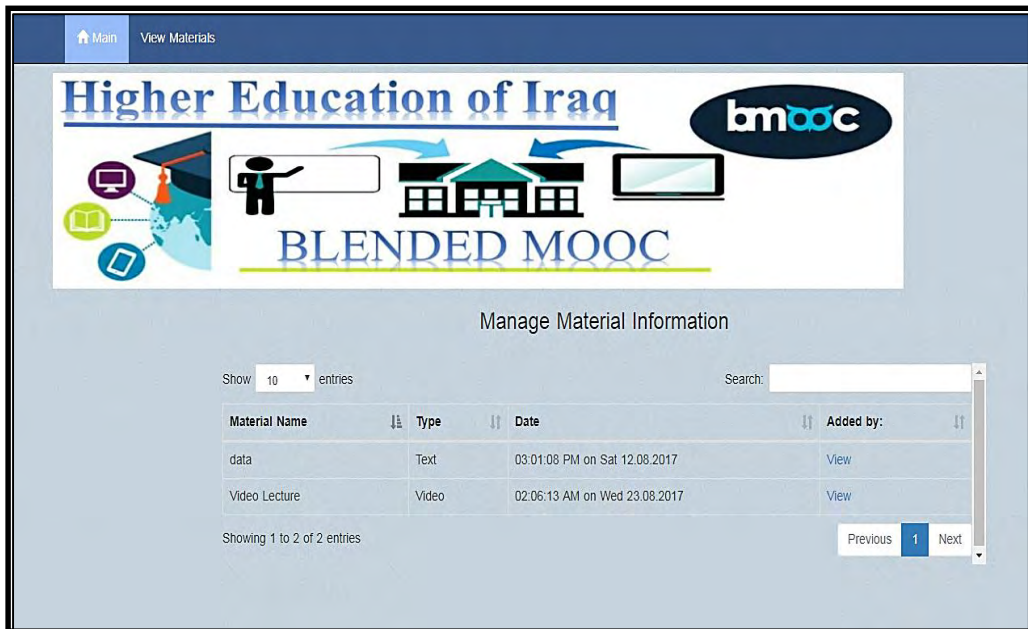 Main View Materials
Higher Education of Iraq
bmooc
BLENDED MOOC
Manage Material Information
Show 10 entries Search:
Material Name Type Date Added by:
data Text 03:01:08 PM on Sat 12.08.2017 View
Video Lecture Video 02:06:13 AM on Wed 23.08.2017 View
Showing 1 to 2 of 2 entries Previous 1 Next